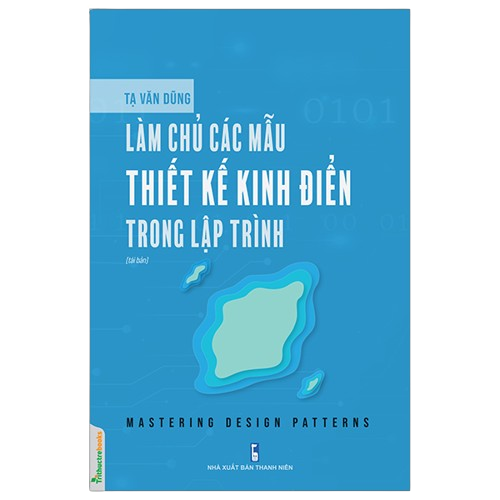 0101
TẠ VĂN DŨNG
LÀM CHỦ CÁC MẪU
THIẾT KẾ KINH ĐIỂN
TRONG LẬP TRÌNH
(tái bản)
MASTERING DESIGN PATTERNS
NHÀ XUẤT BẢN THANH NIÊN
Trithuctrebooks